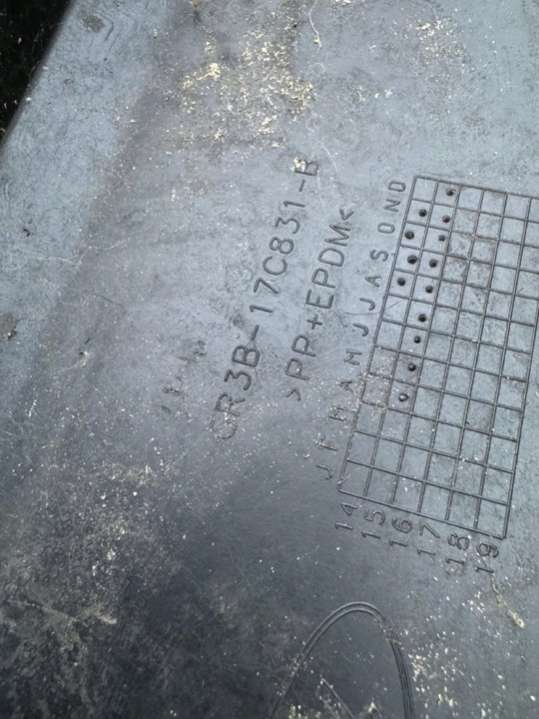 GR3B-17C831-B
>PP+EPDM<
J F M A M J J A S O N D
14
15
16
17
18
19